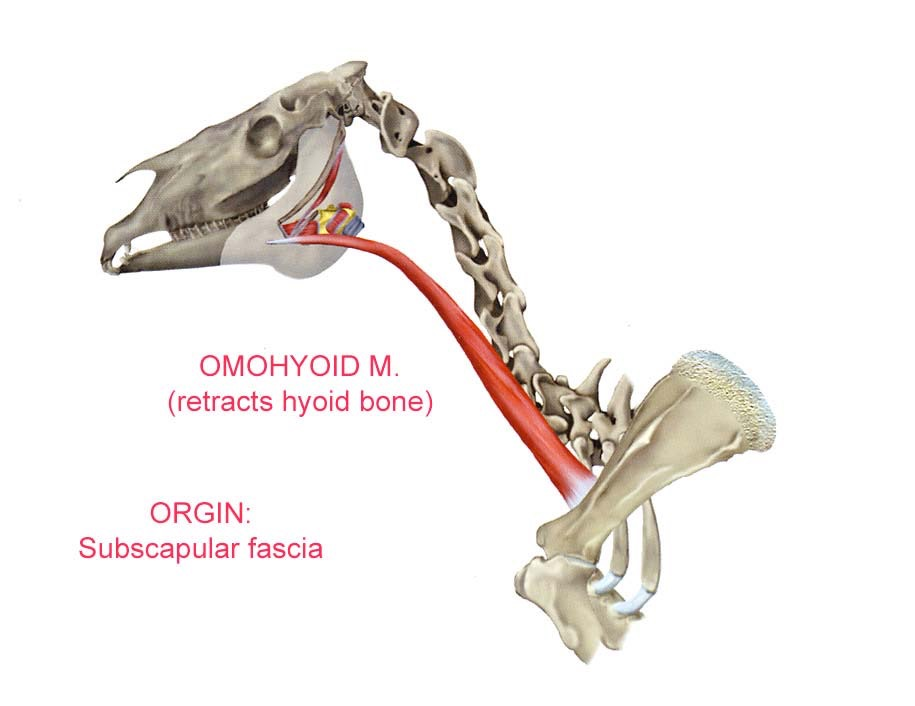 OMOHYOID M.
(retracts hyoid bone)
ORGIN:
Subscapular fascia